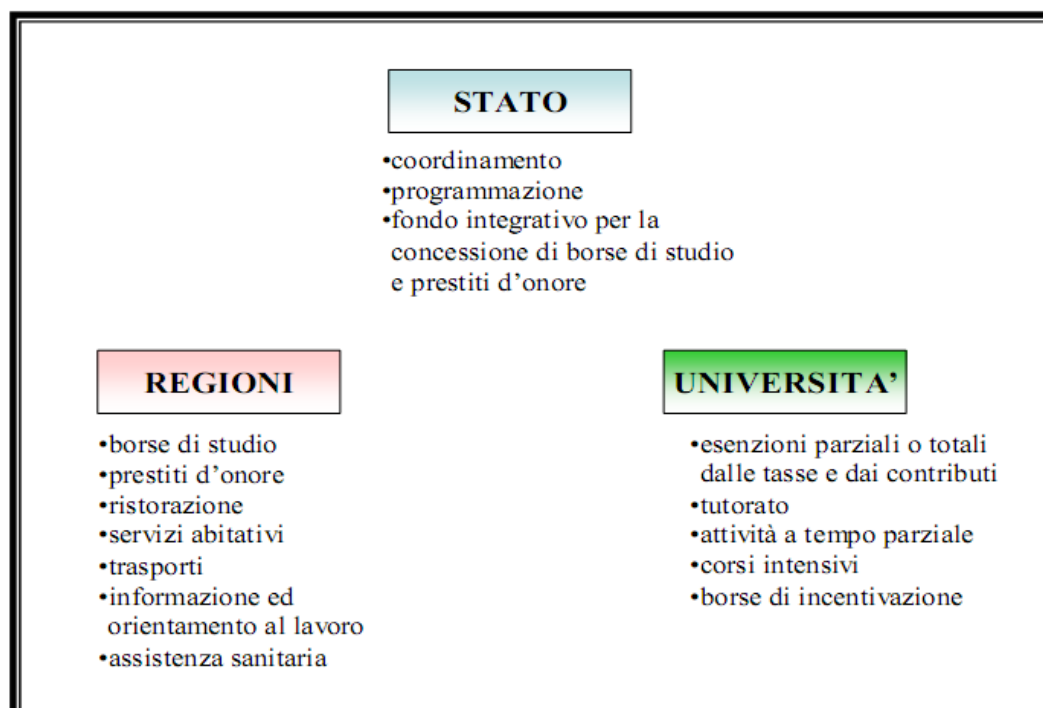 STATO
•coordinamento
•programmazione
•fondo integrativo per la
concessione di borse di studio
e prestiti d’onore
REGIONI
•borse di studio
•prestiti d’onore
•ristorazione
•servizi abitativi
•trasporti
•informazione ed
orientamento al lavoro
•assistenza sanitaria
UNIVERSITA’
•esenzioni parziali o totali
dalle tasse e dai contributi
•tutorato
•attività a tempo parziale
•corsi intensivi
•borse di incentivazione